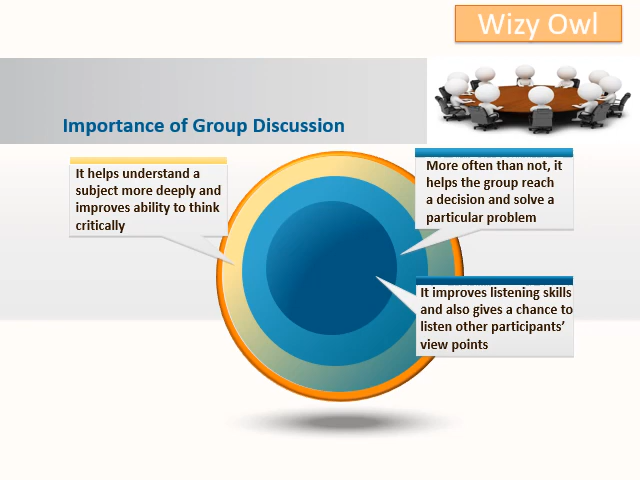 Wizy Owl
Importance of Group Discussion
It helps understand a
subject more deeply and
improves ability to think
critically
More often than not, it
helps the group reach
a decision and solve a
particular problem
It improves listening skills
and also gives a chance to
listen other participants’
view points